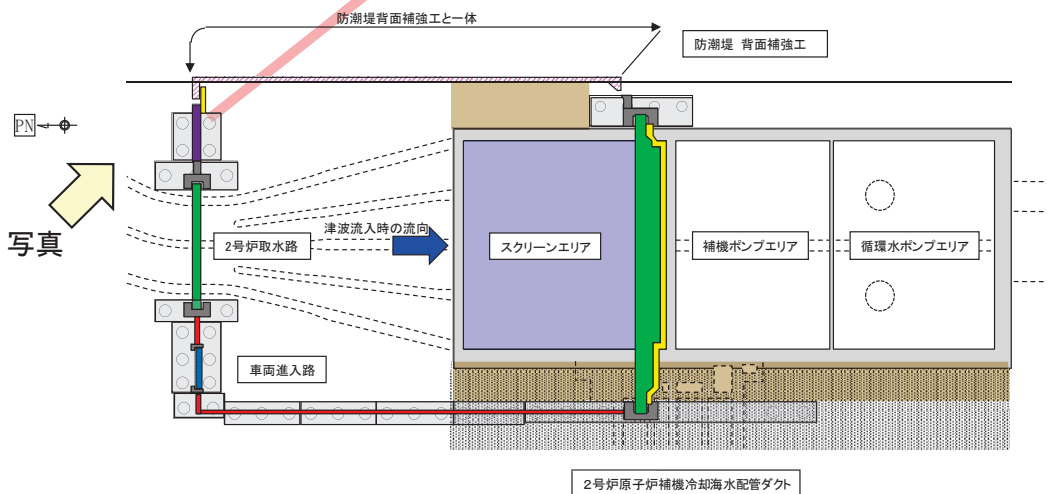 防潮堤背面補強工と一体
防潮堤 背面補強工
PN
写真
2号炉取水路
津波流入時の流向
スクリーンエリア
補機ポンプエリア
循環水ポンプエリア
車両進入路
2号炉原子炉補機冷却海水配管ダクト